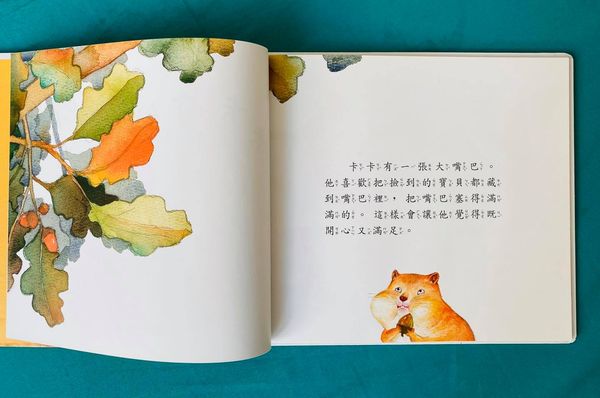 卡卡有一張大嘴巴。
他喜歡把撿到的寶貝都藏
到嘴巴裡，把嘴巴塞得滿
滿的。這樣會讓他覺得既
開心又滿足。